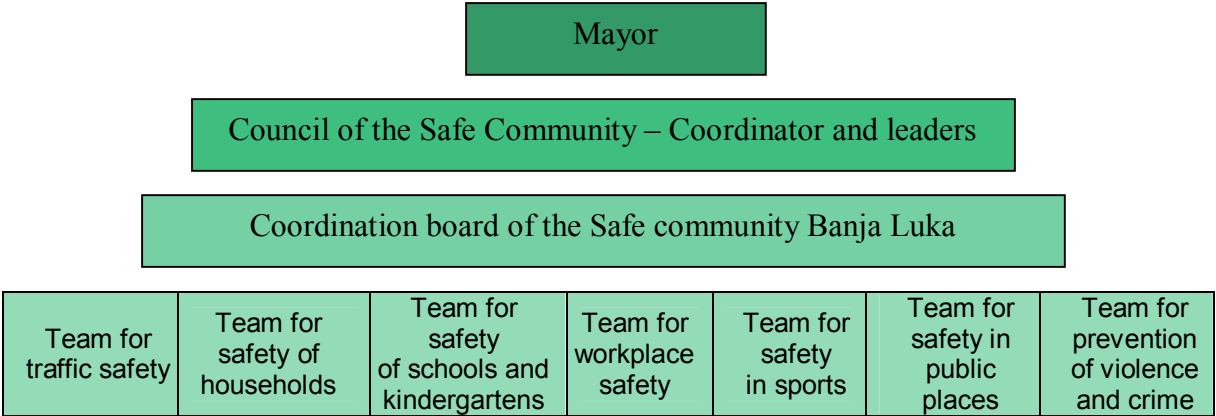 Mayor
Council of the Safe Community – Coordinator and leaders
Coordination board of the Safe community Banja Luka
Team for
traffic safety
Team for
safety of
households
Team for
safety
of schools and
kindergartens
Team for
workplace
safety
Team for
safety
in sports
Team for
safety in
public
places
Team for
prevention
of violence
and crime